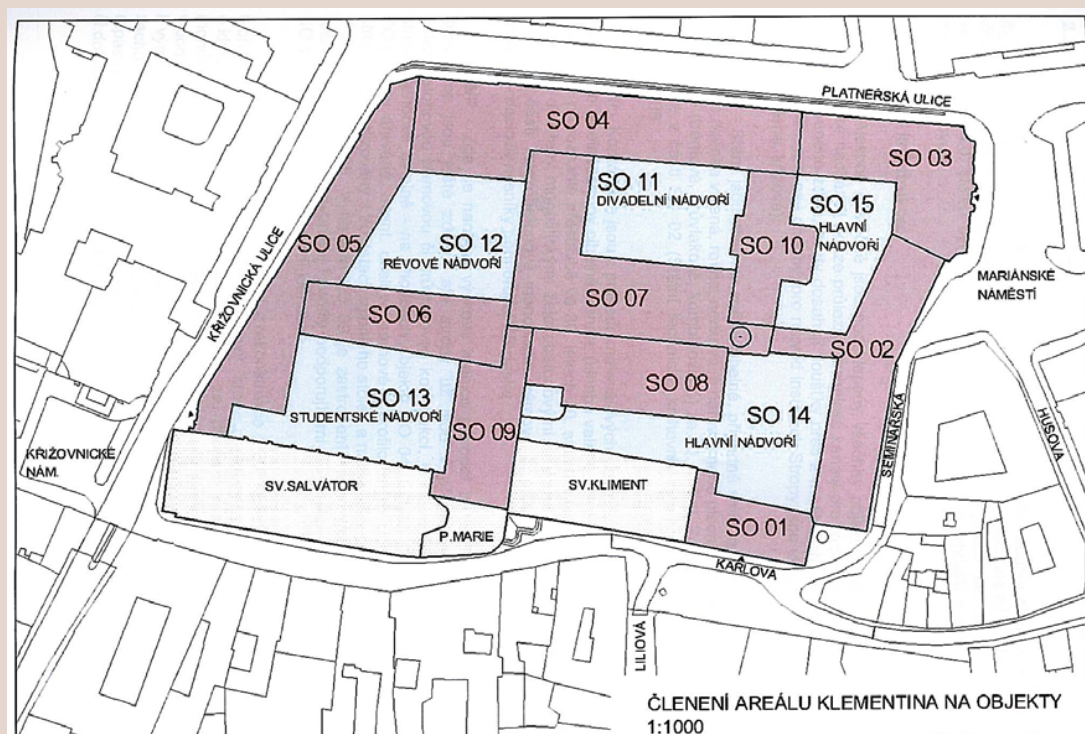 PLATNÉŘSKÁ ULICE
SO 04
SO 03
SO 11
DIVADELNÍ NÁDVOŘÍ
SO 15
HLAVNÍ
NÁDVOŘÍ
SO 05
SO 12
RÉVOVÉ NÁDVOŘÍ
SO 10
KŘIŽOVNICKÁ ULICE
MARIÁNSKÉ
NÁMĚSTÍ
SO 07
SO 06
SO 02
SO 08
SO 13
STUDENTSKÉ NÁDVOŘÍ
SO 14
HLAVNÍ NÁDVOŘÍ
SO 09
HUSOVA
SEMINÁŘSKÁ
KŘIŽOVNICKÉ
NÁM.
SV.SALVÁTOR
SV.KLIMENT
SO 01
P.MARIE
KARLOVA
LILIOVÁ
ČLENENÍ AREÁLU KLEMENTINA NA OBJEKTY
1:1000